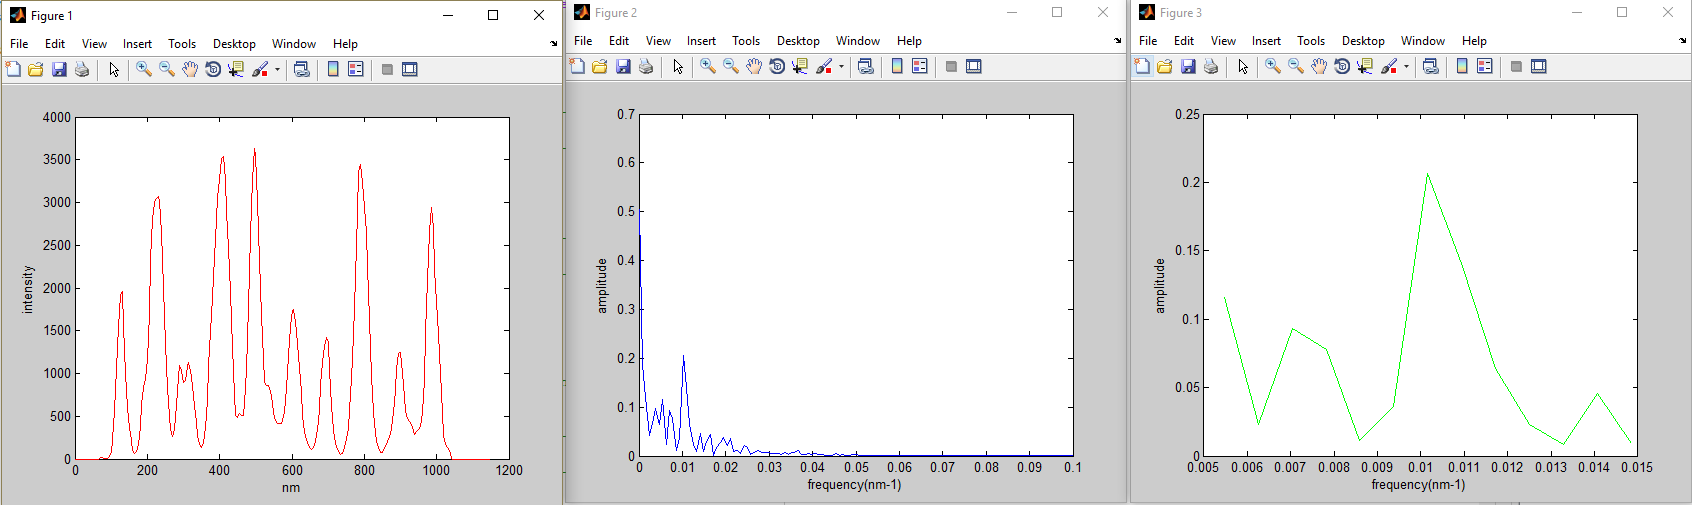 Figure 1
File Edit View Insert Tools Desktop Window Help
4000
3500
3000
2500
2000
1500
1000
500
0
intensity
0 200 400 600 800 1000 1200
nm
Figure 2
File Edit View Insert Tools Desktop Window Help
0.7
0.6
0.5
0.4
0.3
0.2
0.1
0
amplitude
0 0.01 0.02 0.03 0.04 0.05 0.06 0.07 0.08 0.09 0.1
frequency(nm-1)
Figure 3
File Edit View Insert Tools Desktop Window Help
0.25
0.2
0.15
0.1
0.05
0
amplitude
0.005 0.006 0.007 0.008 0.009 0.01 0.011 0.012 0.013 0.014 0.015
frequency(nm-1)